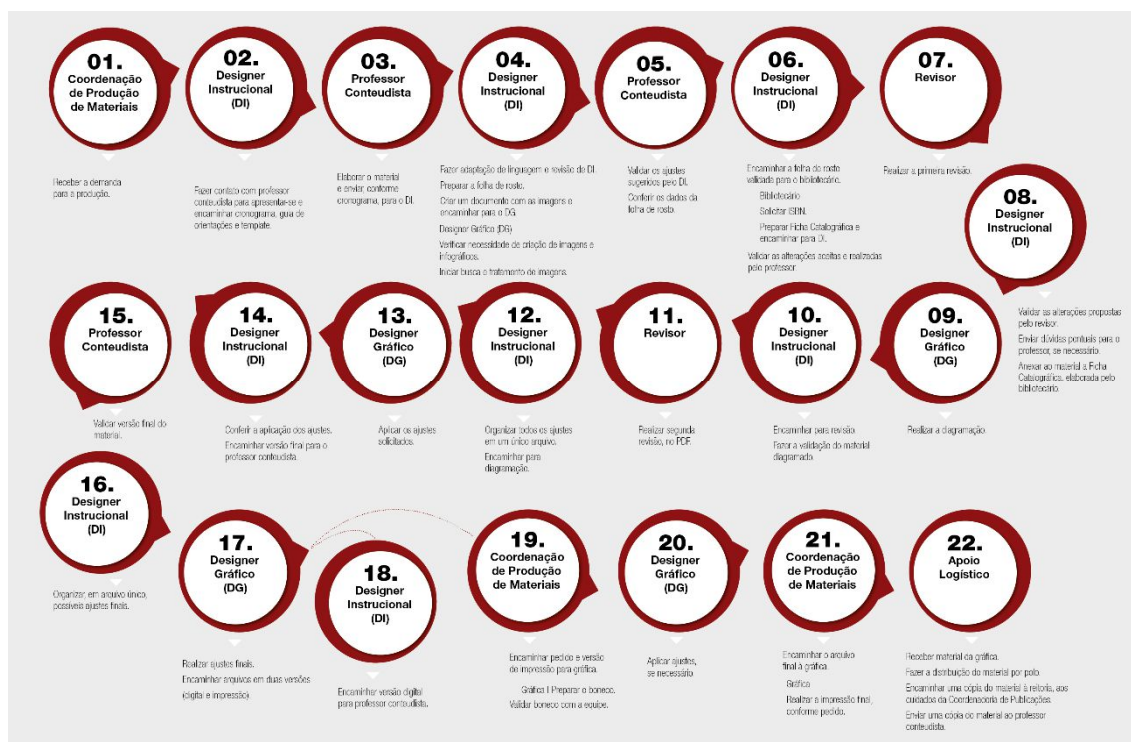 01.
Coordenação
de Produção
de Materiais
Receber a demanda
para a produção.
02.
Designer
Instrucional
(DI)
Fazer contato com professor
conteudista para apresentar-se e
encaminhar cronograma, guia de
orientações e template.
03.
Professor
Conteudista
Elaborar o material
e enviar, conforme
cronograma, para o DI.
04.
Designer
Instrucional
(DI)
Fazer adaptação de linguagem e revisão de DI.
Preparar a folha de rosto.
Criar um documento com as imagens e
encaminhar para o DG.
Designer Gráfico (DG)
Verificar necessidade de criação de imagens e
infográficos.
Iniciar busca e tratamento de imagens.
05.
Professor
Conteudista
Validar os ajustes
sugeridos pelo DI.
Conferir os dados da
folha de rosto.
06.
Designer
Instrucional
(DI)
Encaminhar a folha de rosto
validada para o bibliotecário.
Bibliotecário
Solicitar ISBN.
Preparar Ficha Catalográfica e
encaminhar para DI.
Validar as alterações aceitas e realizadas
pelo professor
07.
Revisor
Realizar a primeira revisão.
08.
Designer
Instrucional
(DI)
Validar as alterações propostas
pelo revisor.
Enviar dúvidas pontuais para o
professor, se necessário.
Anexar ao material a Ficha
Catalográfica, elaborada pelo
bibliotecário.
09.
Designer
Gráfico
(DG)
Realizar a diagramação.
10.
Designer
Instrucional
(DI)
Encaminhar para revisão.
Fazer a validação do material
diagramado.
11.
Revisor
Realizar segunda
revisão, no PDF.
12.
Designer
Instrucional
(DI)
Organizar todos os ajustes
em um único arquivo.
Encaminhar para
diagramação.
13.
Designer
Gráfico
(DG)
Aplicar os ajustes
solicitados.
14.
Designer
Instrucional
(DI)
Conferir a aplicação dos ajustes.
Encaminhar versão final para o
professor conteudista.
15.
Professor
Conteudista
Validar versão final do
material.
16.
Designer
Instrucional
(DI)
Organizar, em arquivo único,
possíveis ajustes finais.
17.
Designer
Gráfico
(DG)
Realizar ajustes finais.
Encaminhar arquivos em duas versões
(digital e impressão)
18.
Designer
Instrucional
(DI)
Encaminhar versão digital
para professor conteudista.
19.
Coordenação
de Produção
de Materiais
Encaminhar pedido e versão
de impressão para gráfica.
Gráfica | Preparar o boneco.
Validar boneco com a equipe.
20.
Designer
Gráfico
(DG)
Aplicar ajustes,
se necessário
21.
Coordenação
de Produção
de Materiais
Encaminhar o arquivo
final à gráfica.
Gráfica
Realizar a impressão final,
conforme pedido.
22.
Apoio
Logístico
Receber material da gráfica.
Fazer a distribuição do material por polo.
Encaminhar uma cópia do material à reitoria, aos
cuidados da Coordenadoria de Publicações.
Enviar uma cópia do material ao professor
conteudista.